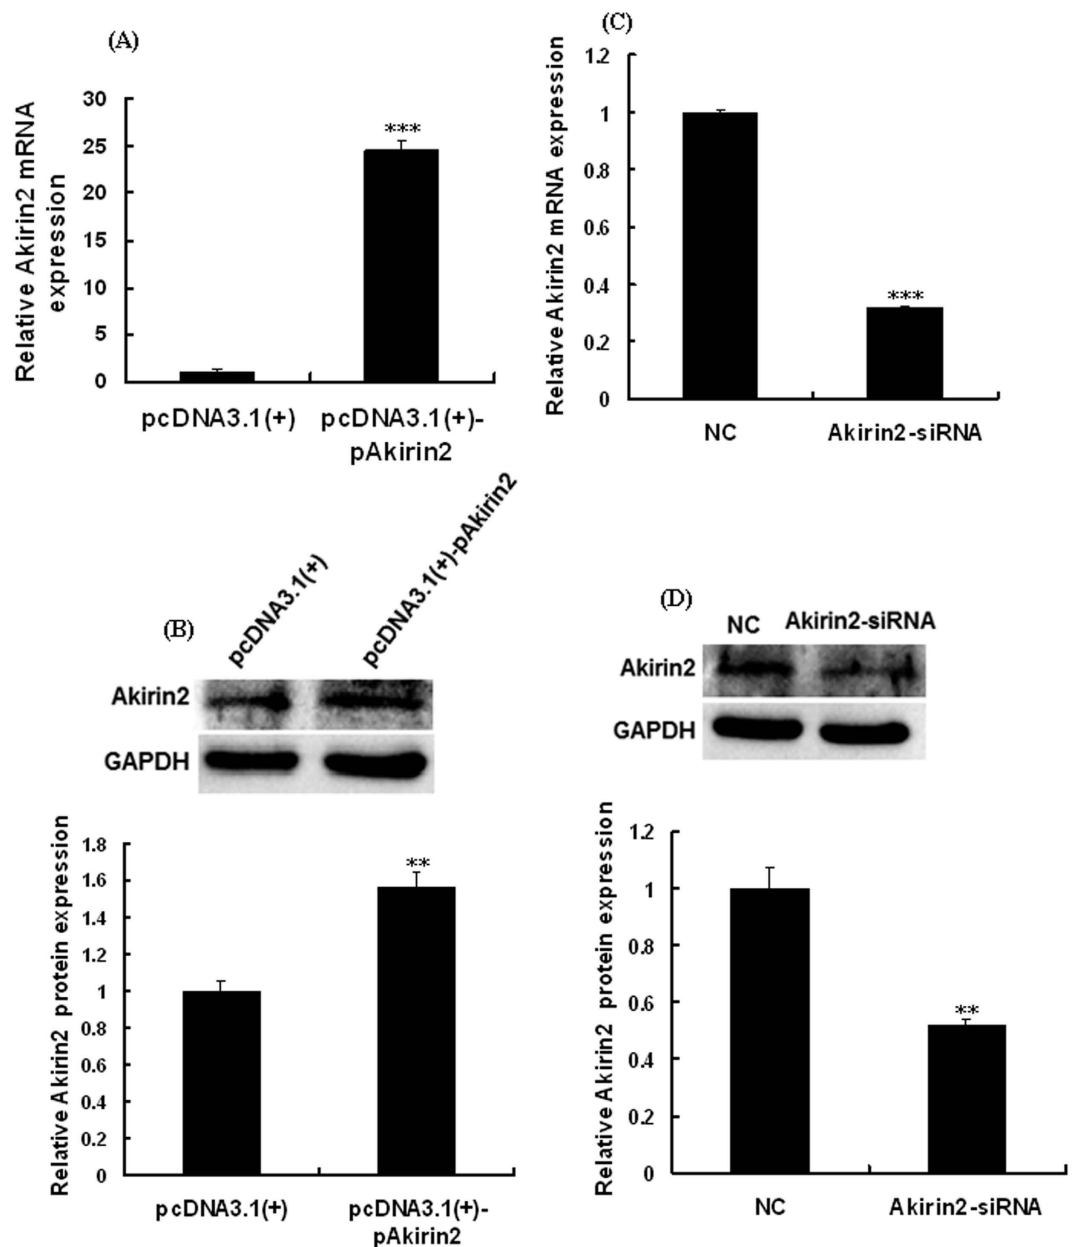 (A)
Relative Akirin2 mRNA
expression
30
25
20
15
10
5
0
***
pcDNA3.1(+)
pcDNA3.1(+)-
pAkirin2
(C)
Relative Akirin2 mRNA expression
1.2
1
0.8
0.6
0.4
0.2
0
***
NC
Akirin2-siRNA
(B)
pcDNA3.1(+)
pcDNA3.1(+)-pAkirin2
Akirin2
GAPDH
Relative Akirin2 protein expression
1.8
1.6
1.4
1.2
1
0.8
0.6
0.4
0.2
0
**
pcDNA3.1(+)
pcDNA3.1(+)-
pAkirin2
(D)
NC
Akirin2-siRNA
Akirin2
GAPDH
Relative Akirin2 protein expression
1.2
1
0.8
0.6
0.4
0.2
0
**
NC
Akirin2-siRNA